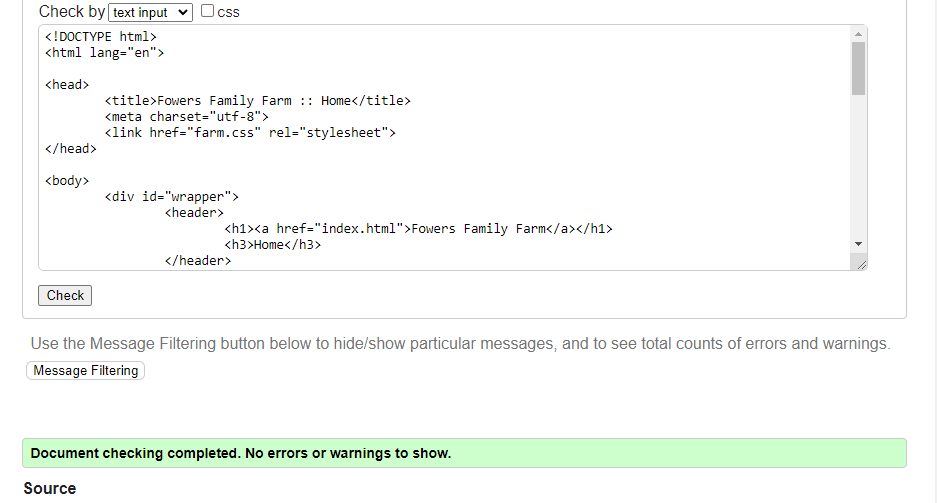 Check by text input css
<!DOCTYPE html>
<html lang="en">
<head>
<title>Fowers Family Farm :: Home</title>
<meta charset="utf-8">
<link href="farm.css" rel="stylesheet">
</head>
<body>
<div id="wrapper">
<header>
<h1><a href="index.html">Fowers Family Farm</a></h1>
<h3>Home</h3>
</header>
Check
Use the Message Filtering button below to hide/show particular messages, and to see total counts of errors and warnings.
Message Filtering
Document checking completed. No errors or warnings to show.
Source